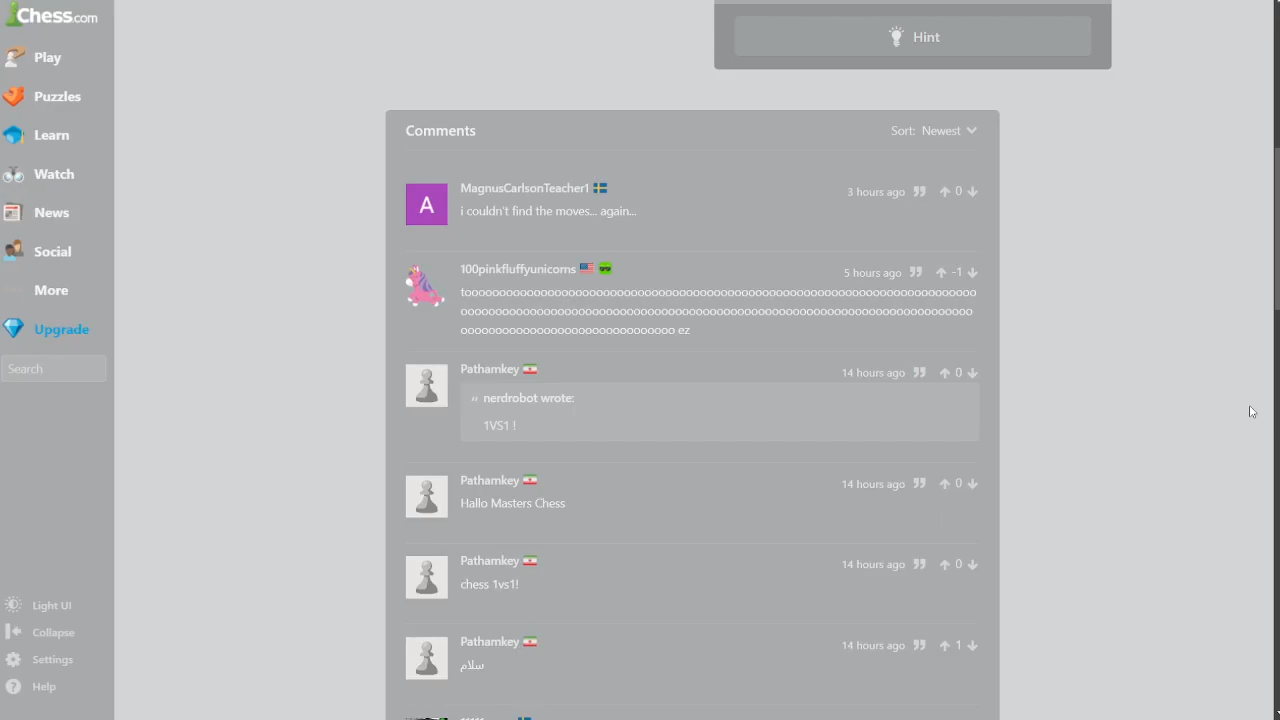 Chess.com
Play
Puzzles
Learn
Watch
News
Social
More
Upgrade
Search
Light UI
Collapse
Settings
Help
Hint
Comments
Sort: Newest
A
MagnusCarlsonTeacher1
3 hours ago
0
i couldn't find the moves... again...
100pinkfluffyunicorns
5 hours ago
-1
ez
Pathamkey
14 hours ago
0
nerdrobot wrote:
1VS1 !
Pathamkey
14 hours ago
0
Hallo Masters Chess
Pathamkey
14 hours ago
0
chess 1vs1!
Pathamkey
14 hours ago
1
سلام